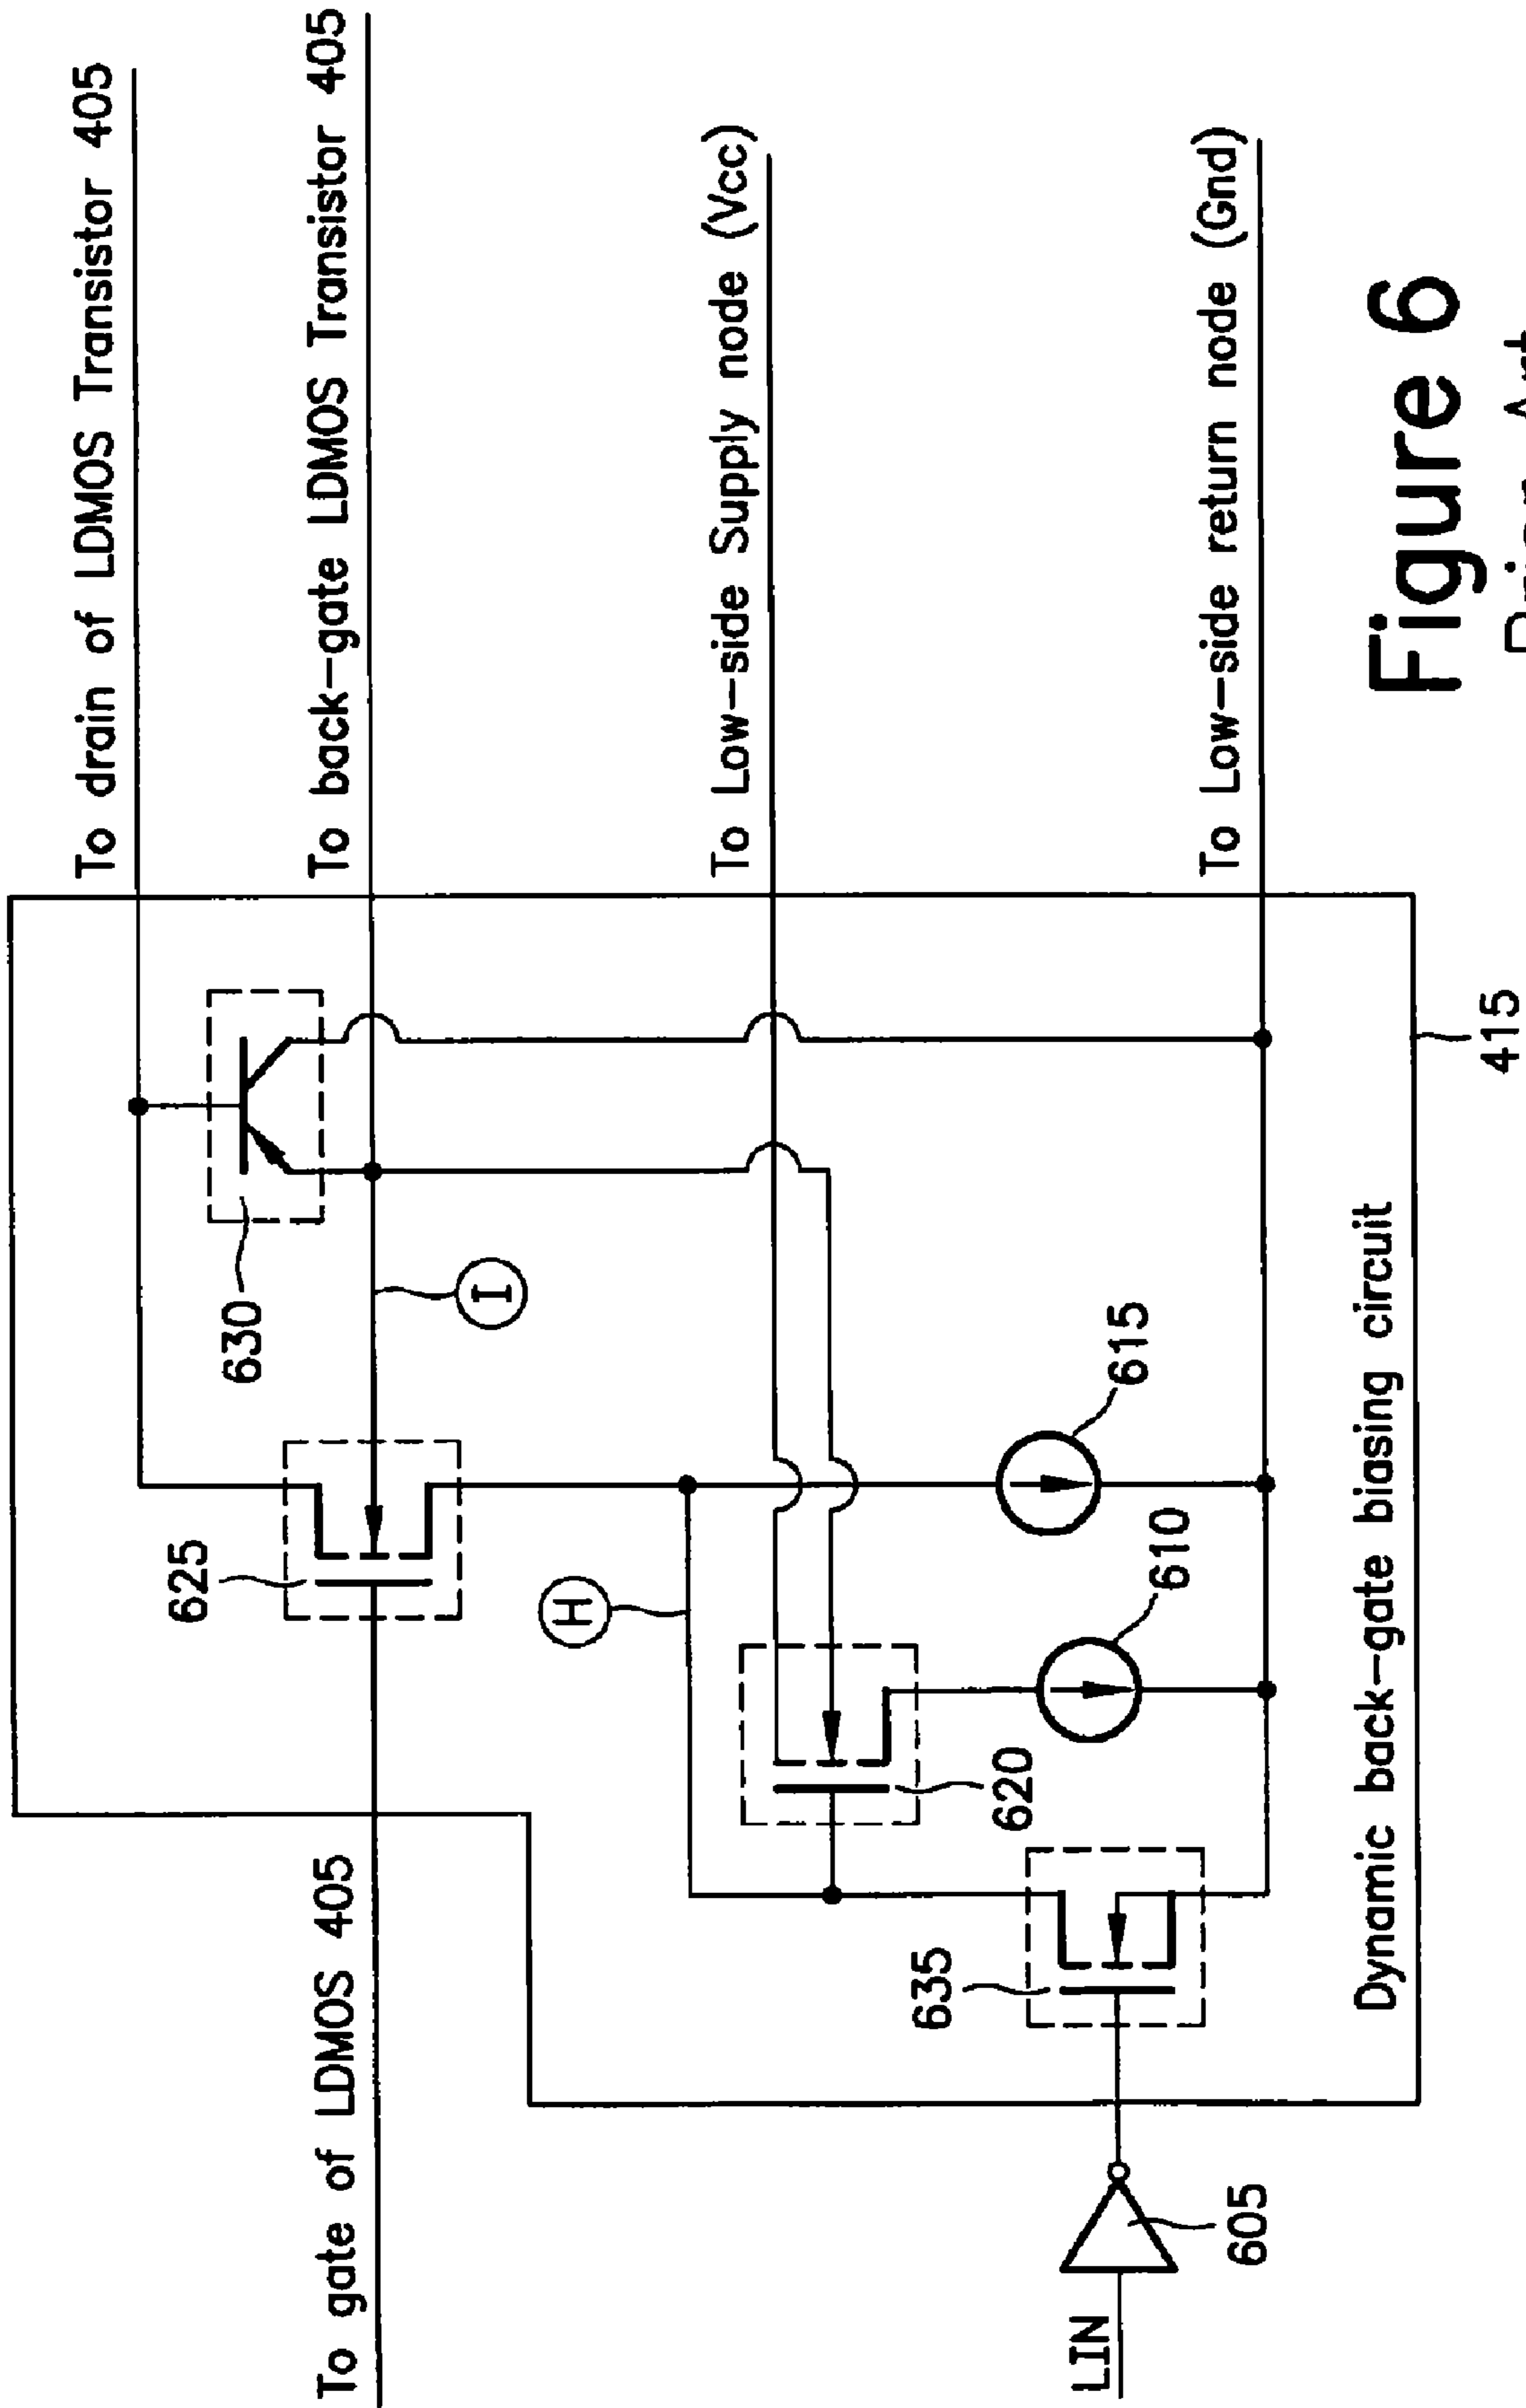 To drain of LDMOS Transistor 405
To back-gate LDMOS Transistor 405
To gate of LDMOS 405
To Low-side Supply node (Vcc)
To Low-side return node (Gnd)
630
625
I
H
615
610
620
635
605
LIN
Dynamic back-gate biasing circuit
415
Figure 6
Prior Art